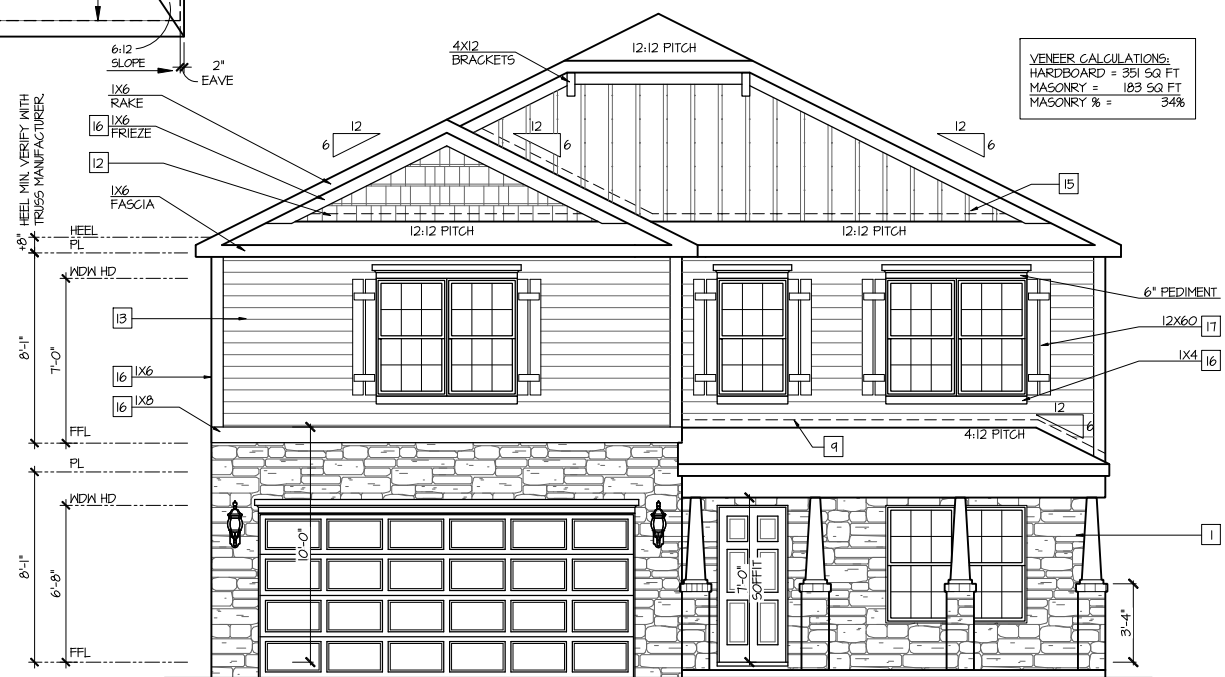 6:12
SLOPE
2"
EAVE
4X12
BRACKETS
12:12 PITCH
VENEER CALCULATIONS:
HARDBOARD = 351 SQ FT
MASONRY = 183 SQ FT
MASONRY % = 34%
+8" HEEL MIN. VERIFY WITH
TRUSS MANUFACTURER.
1X6
RAKE
16 1X6
FRIEZE
12
1X6
FASCIA
12
6
12
6
12
6
15
HEEL
PL
12:12 PITCH
12:12 PITCH
WDW HD
6" PEDIMENT
13
12X60 17
8'-1"
7'-0"
1X4 16
16 1X6
16 1X8
12
6
FFL
9
4:12 PITCH
PL
WDW HD
10'-0"
7'-0"
SOFFIT
1
8'-1"
6'-8"
3'-4"
FFL